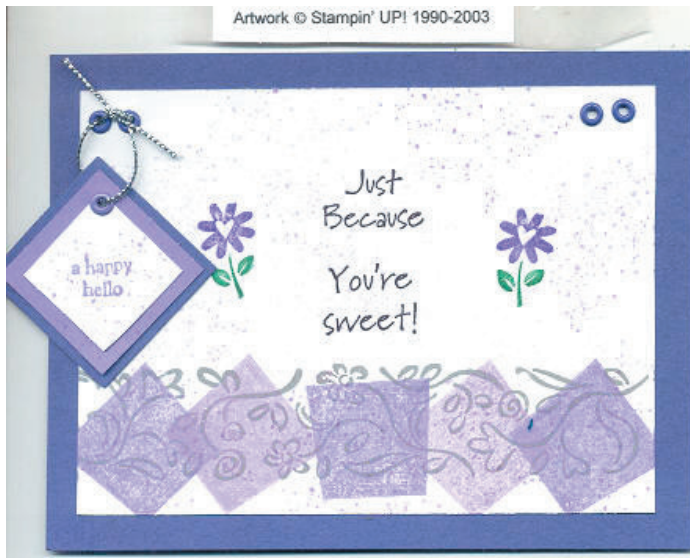 Artwork © Stampin' UP! 1990-2003
Just
Because
You're
sweet!
a happy
hello